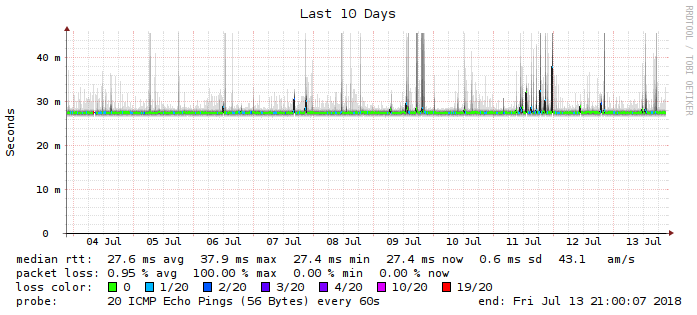 Last 10 Days
RRDTOOL / TOBI OETIKER
Seconds
40 m
30 m
20 m
10 m
0
04 Jul 05 Jul 06 Jul 07 Jul 08 Jul 09 Jul 10 Jul 11 Jul 12 Jul 13 Jul
median rtt: 27.6 ms avg 37.9 ms max 27.4 ms min 27.4 ms now 0.6 ms sd 43.1 am/s
packet loss: 0.95 % avg 100.00 % max 0.00 % min 0.00 % now
loss color: 0 1/20 2/20 3/20 4/20 10/20 19/20
probe: 20 ICMP Echo Pings (56 Bytes) every 60s end: Fri Jul 13 21:00:07 2018